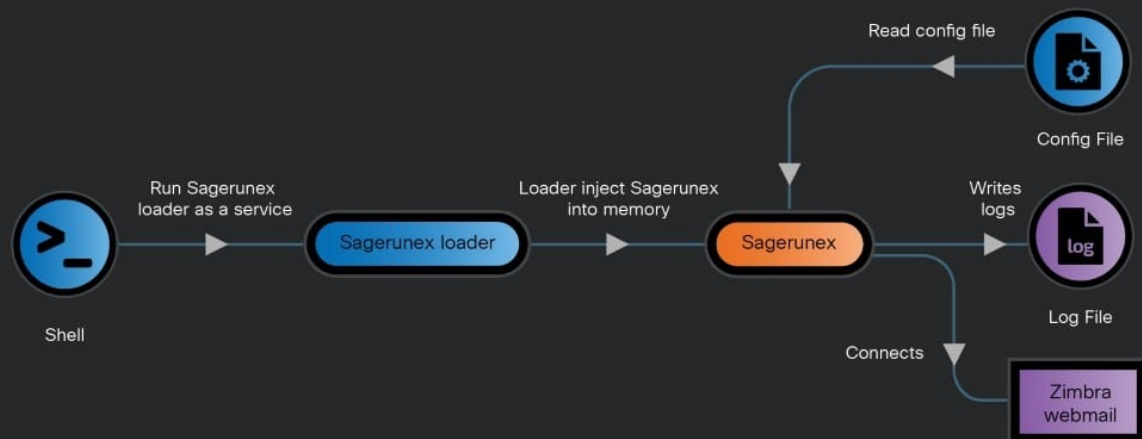 Read config file
Config File
Run Sagerunex
loader as a service
Loader inject Sagerunex
into memory
Writes
logs
>_
Sagerunex loader
Sagerunex
log
Shell
Log File
Connects
Zimbra
webmail